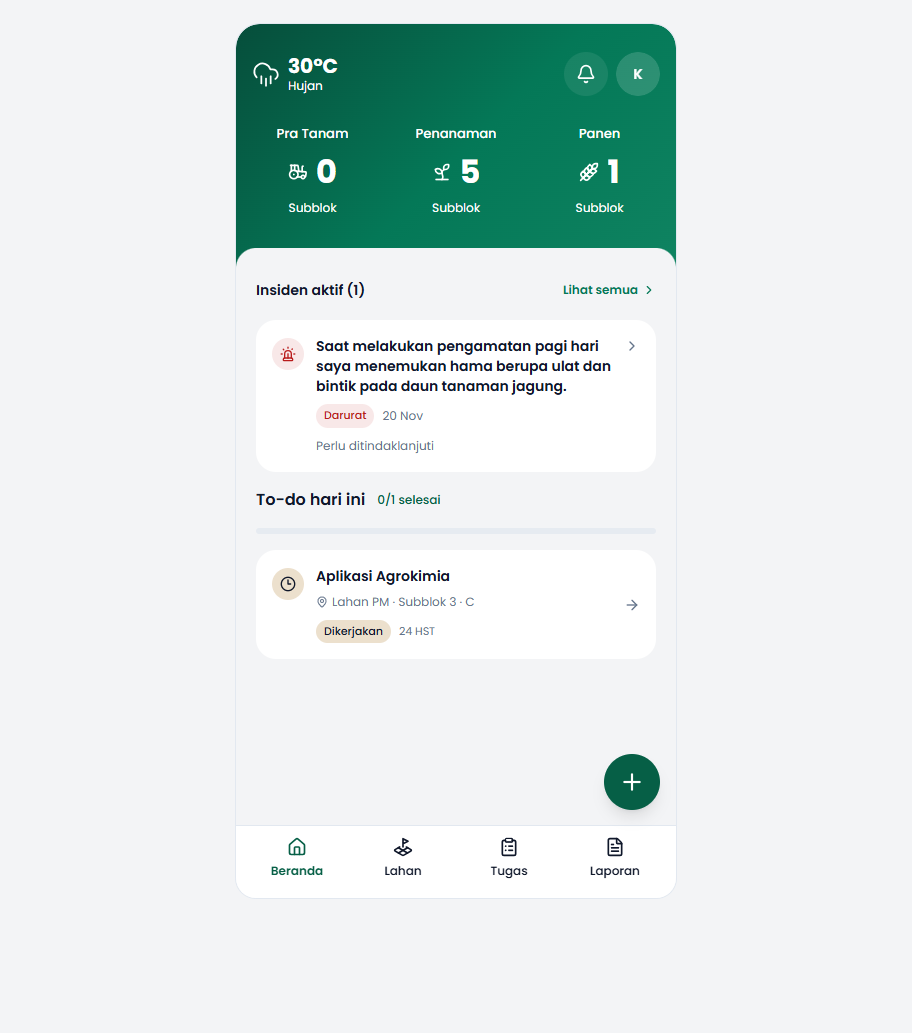 30°C
Hujan
K
Pra Tanam
Penanaman
Panen
0
5
1
Subblok
Subblok
Subblok
Insiden aktif (1)
Lihat semua
Saat melakukan pengamatan pagi hari
saya menemukan hama berupa ulat dan
bintik pada daun tanaman jagung.
Darurat
20 Nov
Perlu ditindaklanjuti
To-do hari ini
0/1 selesai
Aplikasi Agrokimia
Lahan PM · Subblok 3 · C
Dikerjakan
24 HST
Beranda
Lahan
Tugas
Laporan